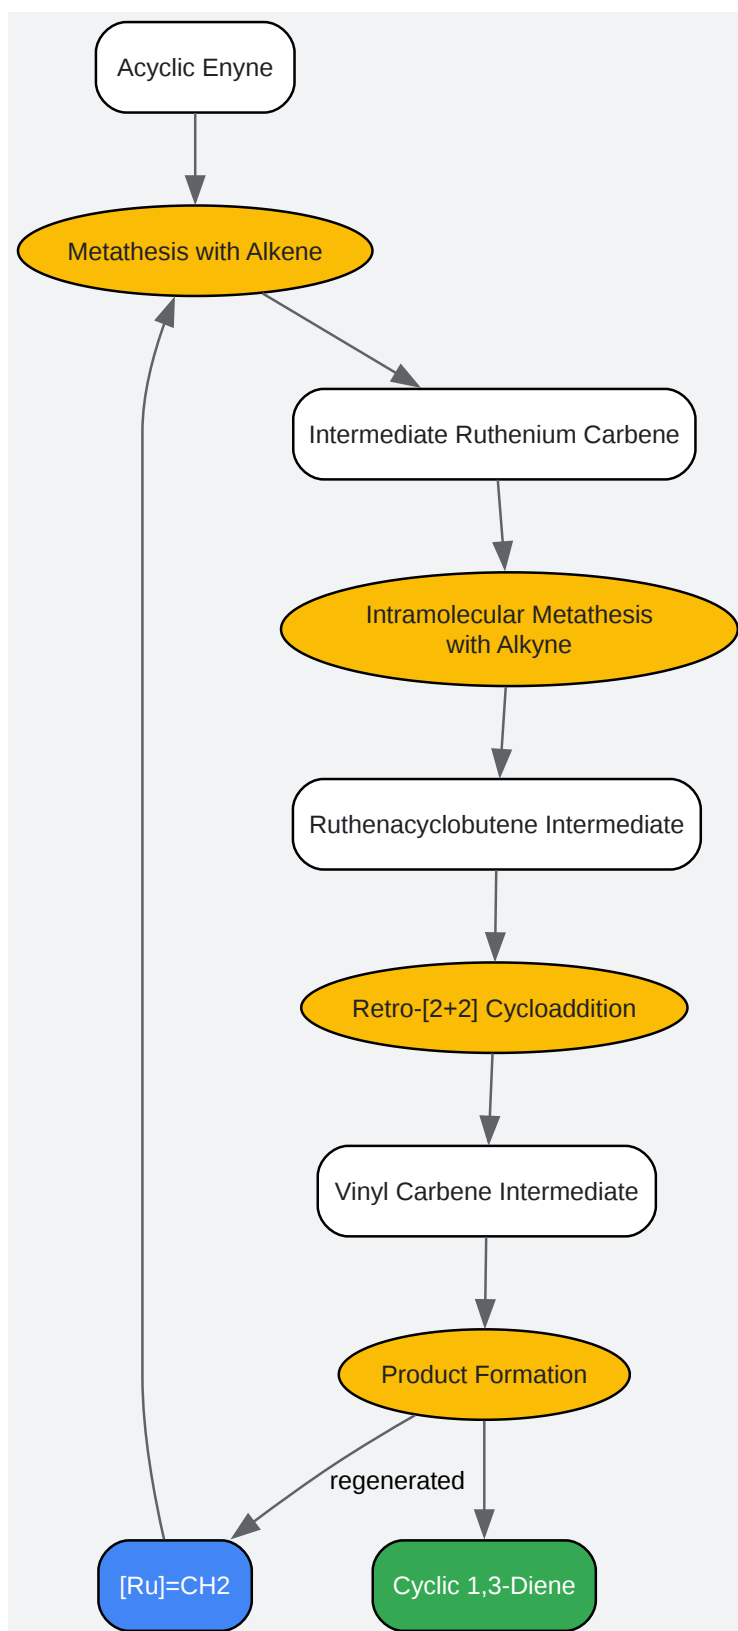 Acyclic Enyne
Metathesis with Alkene
Intermediate Ruthenium Carbene
Intramolecular Metathesis
with Alkyne
Ruthenacyclobutene Intermediate
Retro-[2+2] Cycloaddition
Vinyl Carbene Intermediate
Product Formation
regenerated
[Ru]=CH2
Cyclic 1,3-Diene